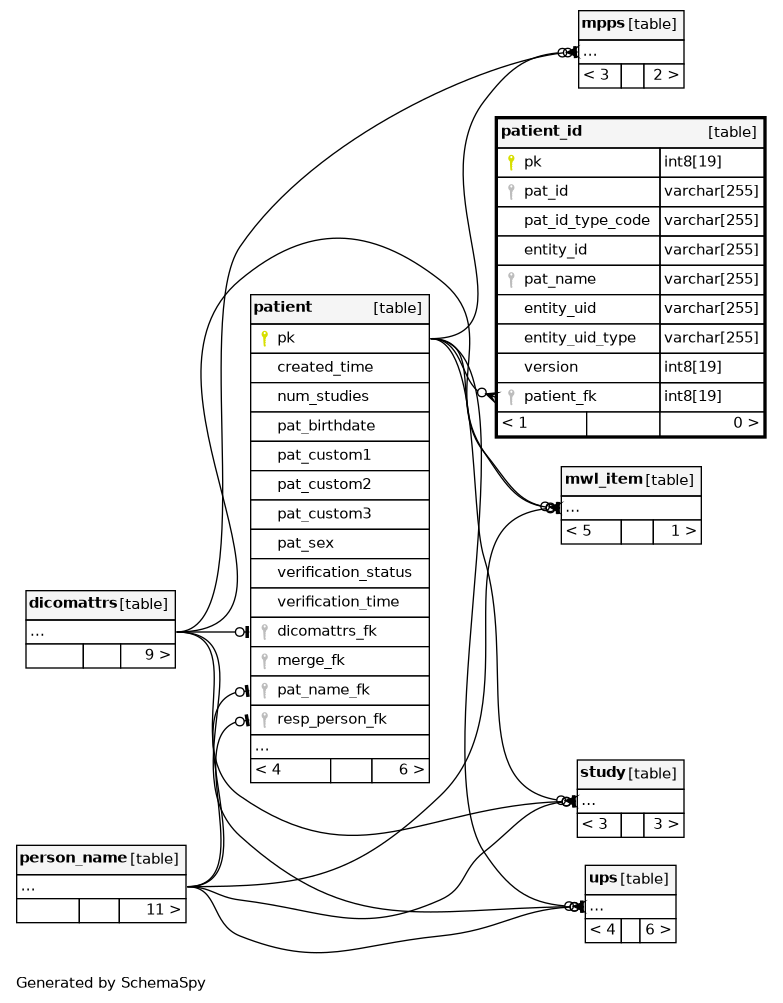 mpps [table]
...
< 3 2 >
patient_id [table]
pk int8[19]
pat_id varchar[255]
pat_id_type_code varchar[255]
entity_id varchar[255]
pat_name varchar[255]
entity_uid varchar[255]
entity_uid_type varchar[255]
version int8[19]
patient_fk int8[19]
< 1 0 >
patient [table]
pk
created_time
num_studies
pat_birthdate
pat_custom1
pat_custom2
pat_custom3
pat_sex
verification_status
verification_time
dicomattrs_fk
merge_fk
pat_name_fk
resp_person_fk
...
< 4 6 >
mwl_item [table]
...
< 5 1 >
dicomattrs [table]
...
9 >
study [table]
...
< 3 3 >
person_name [table]
...
11 >
ups [table]
...
< 4 6 >
Generated by SchemaSpy